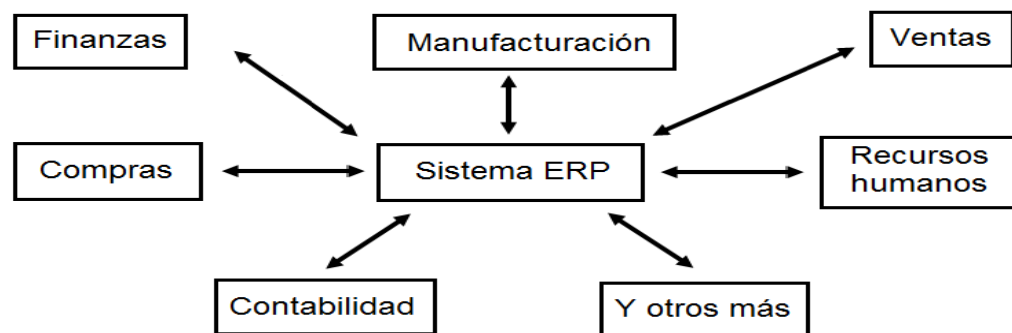 Finanzas
Manufacturación
Ventas
Compras
Sistema ERP
Recursos
humanos
Contabilidad
Y otros más